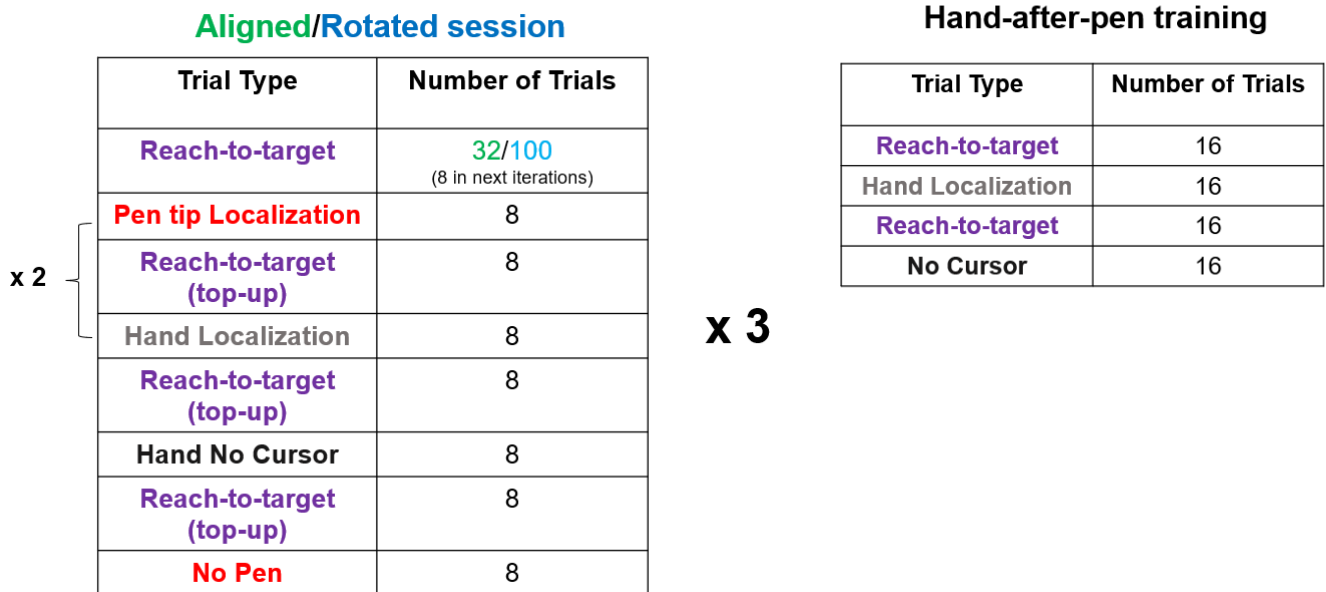 Aligned/Rotated session
Trial Type Number of Trials
Reach-to-target 32/100
(8 in next iterations)
Pen tip Localization 8
Reach-to-target 8
(top-up)
x 2
Hand Localization 8
Reach-to-target 8
(top-up)
Hand No Cursor 8
Reach-to-target 8
(top-up)
No Pen 8
x 3
Hand-after-pen training
Trial Type Number of Trials
Reach-to-target 16
Hand Localization 16
Reach-to-target 16
No Cursor 16